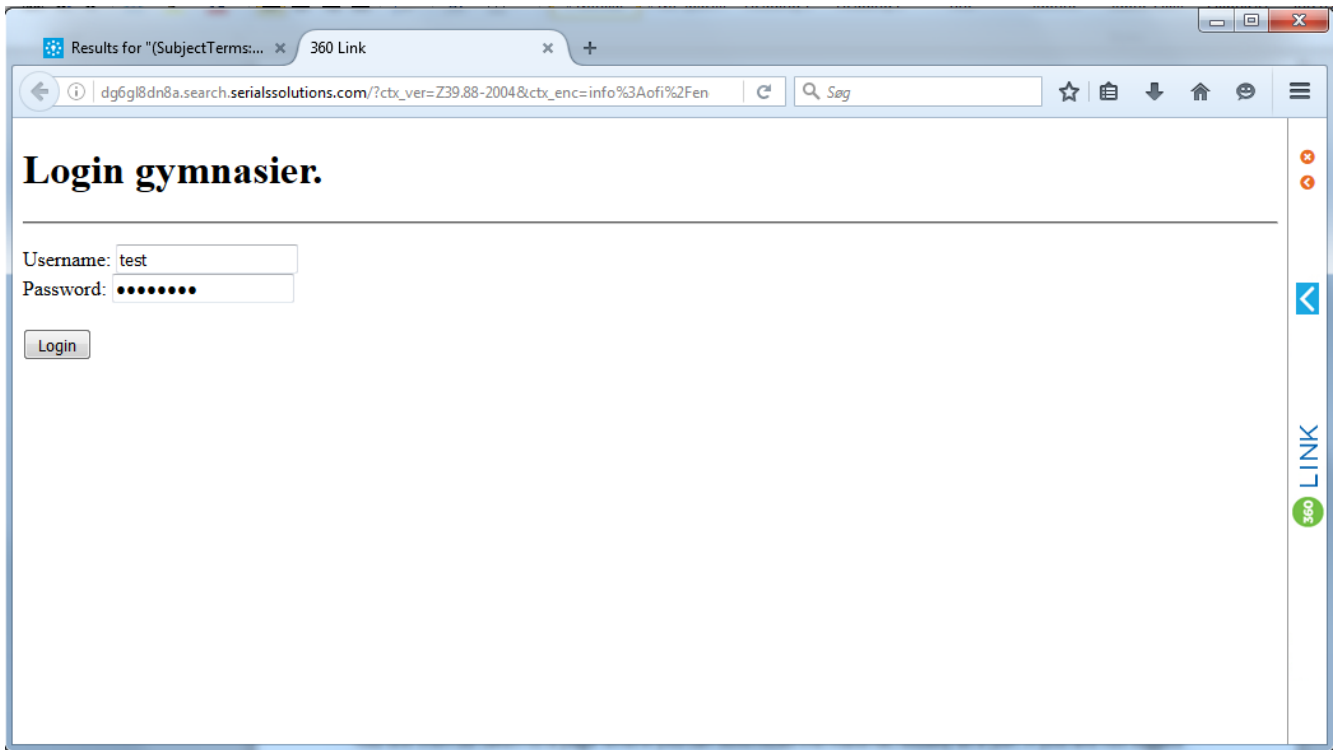 Results for "(SubjectTerms:...
360 Link
dg6gl8dn8a.search.serialssolutions.com/?ctx_ver=Z39.88-2004&ctx_enc=info%3Aofi%2Fen
Søg
Login gymnasier.
Username: test
Password: ••••••••
Login
360 LINK